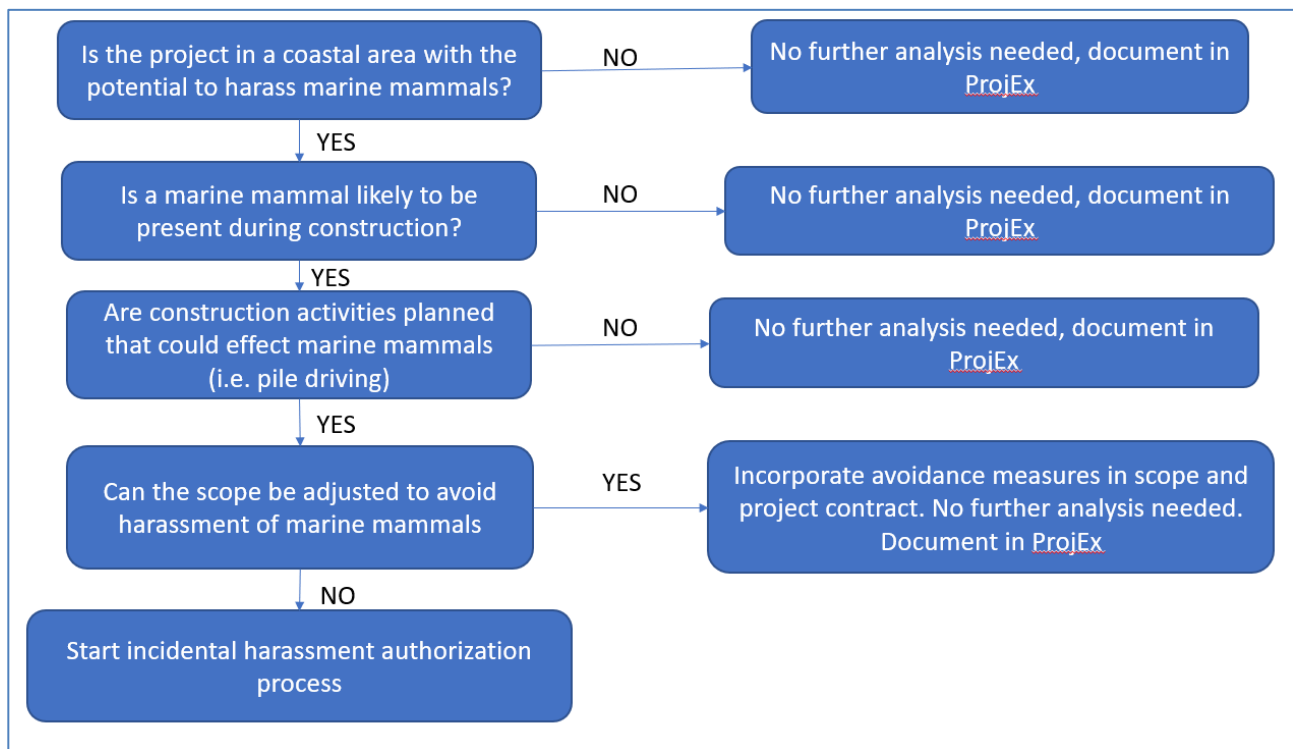 Is the project in a coastal area with the
potential to harass marine mammals?
NO
No further analysis needed, document in
ProjEx
YES
Is a marine mammal likely to be
present during construction?
NO
No further analysis needed, document in
ProjEx
YES
Are construction activities planned
that could effect marine mammals
(i.e. pile driving)
NO
No further analysis needed, document in
ProjEx
YES
Can the scope be adjusted to avoid
harassment of marine mammals
YES
Incorporate avoidance measures in scope and
project contract. No further analysis needed.
Document in ProjEx
NO
Start incidental harassment authorization
process